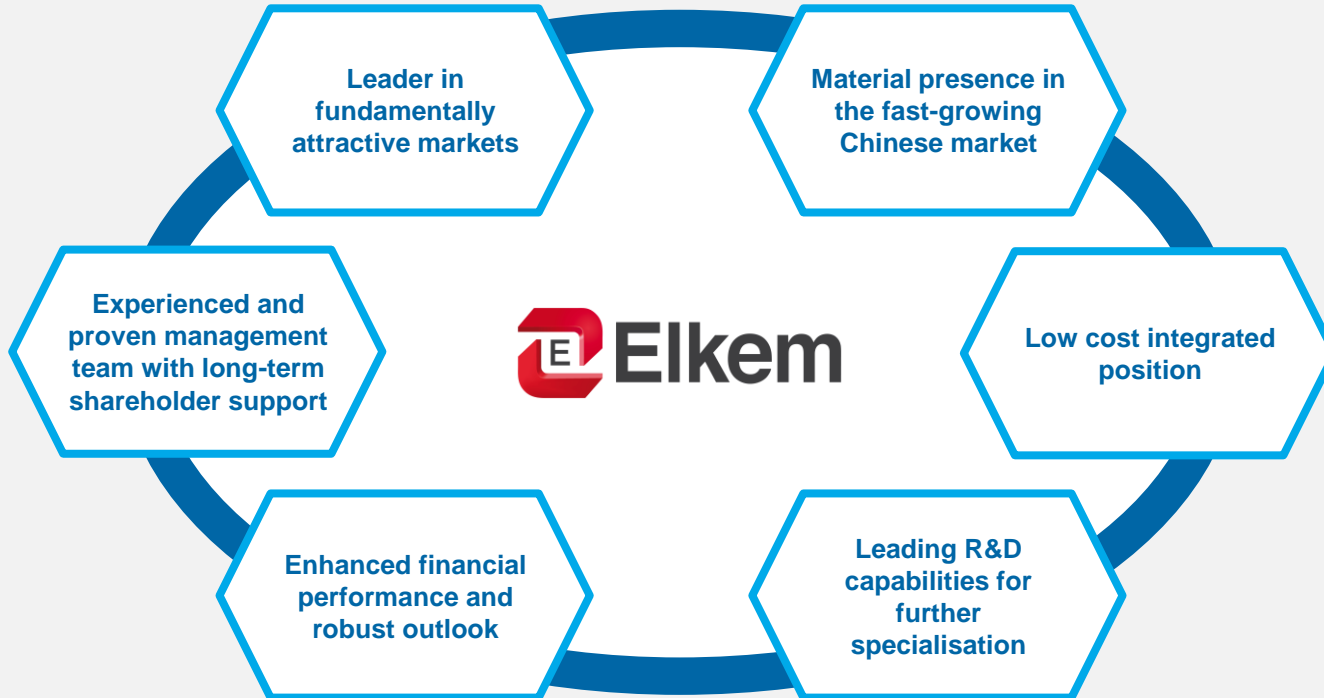 Leader in
fundamentally
attractive markets
Material presence in
the fast-growing
Chinese market
Experienced and
proven management
team with long-term
shareholder support
E
Elkem
Low cost integrated
position
Enhanced financial
performance and
robust outlook
Leading R&D
capabilities for
further
specialisation